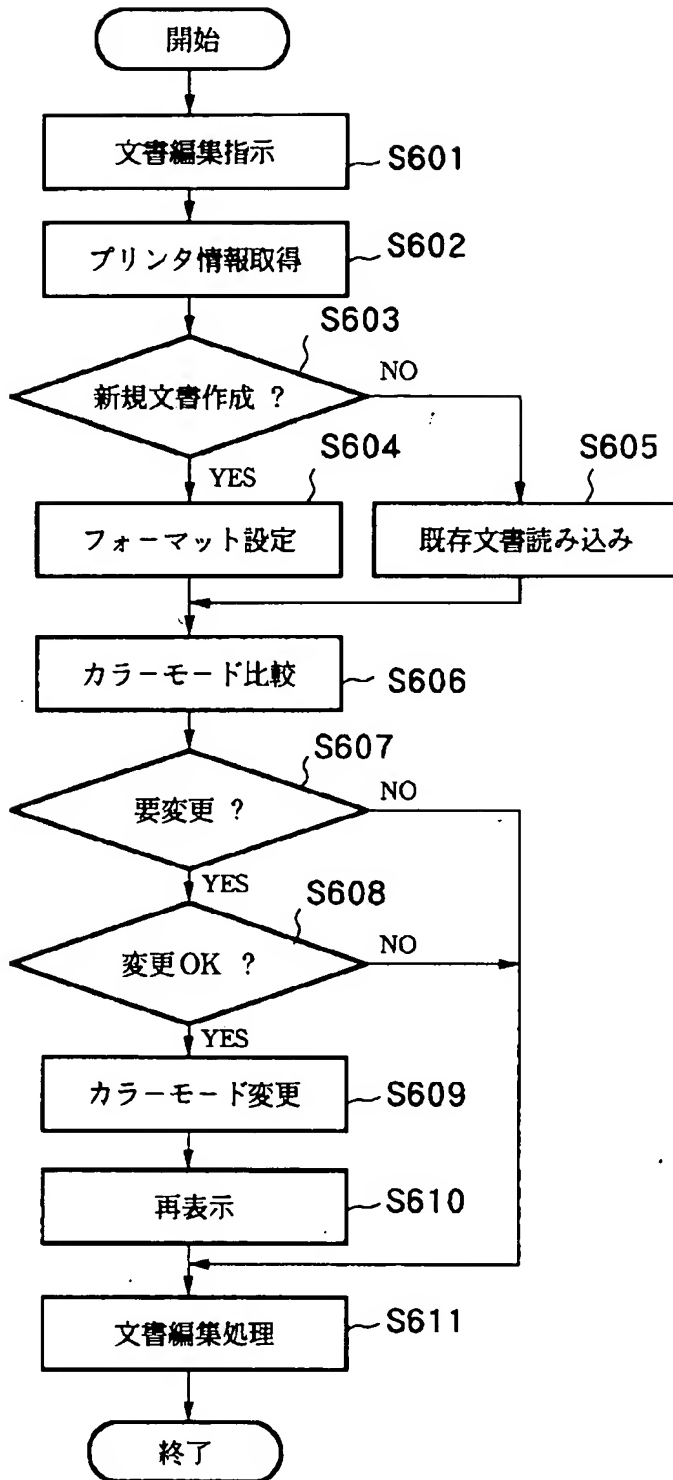 開始
文書編集指示
S601
プリンタ情報取得
S602
S603
新規文書作成 ?
NO
YES
S604
S605
フォーマット設定
既存文書読み込み
カラーモード比較
S606
S607
要変更 ?
NO
YES
S608
変更OK ?
NO
YES
カラーモード変更
S609
再表示
S610
文書編集処理
S611
終了